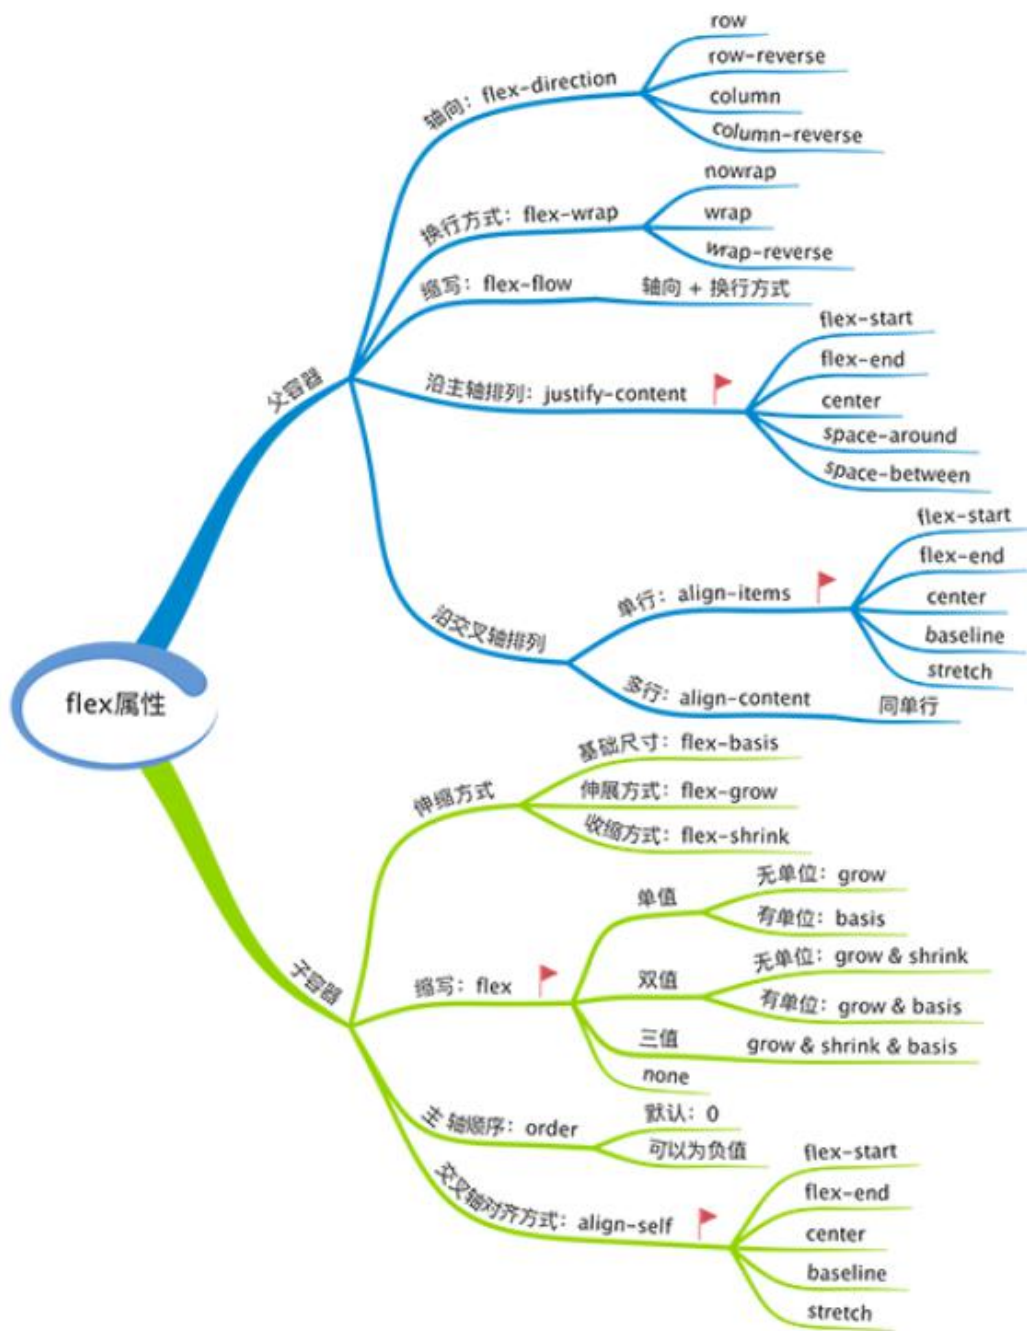 flex属性
父容器
轴向：flex-direction
row
row-reverse
column
column-reverse
换行方式：flex-wrap
nowrap
wrap
wrap-reverse
缩写：flex-flow
轴向 + 换行方式
沿主轴排列：justify-content
flex-start
flex-end
center
space-around
space-between
沿交叉轴排列
单行：align-items
flex-start
flex-end
center
baseline
stretch
多行：align-content
同单行
子容器
伸缩方式
基础尺寸：flex-basis
伸展方式：flex-grow
收缩方式：flex-shrink
缩写：flex
单值
无单位：grow
有单位：basis
双值
无单位：grow & shrink
有单位：grow & basis
三值
grow & shrink & basis
none
主轴顺序：order
默认：0
可以为负值
交叉轴对齐方式：align-self
flex-start
flex-end
center
baseline
stretch